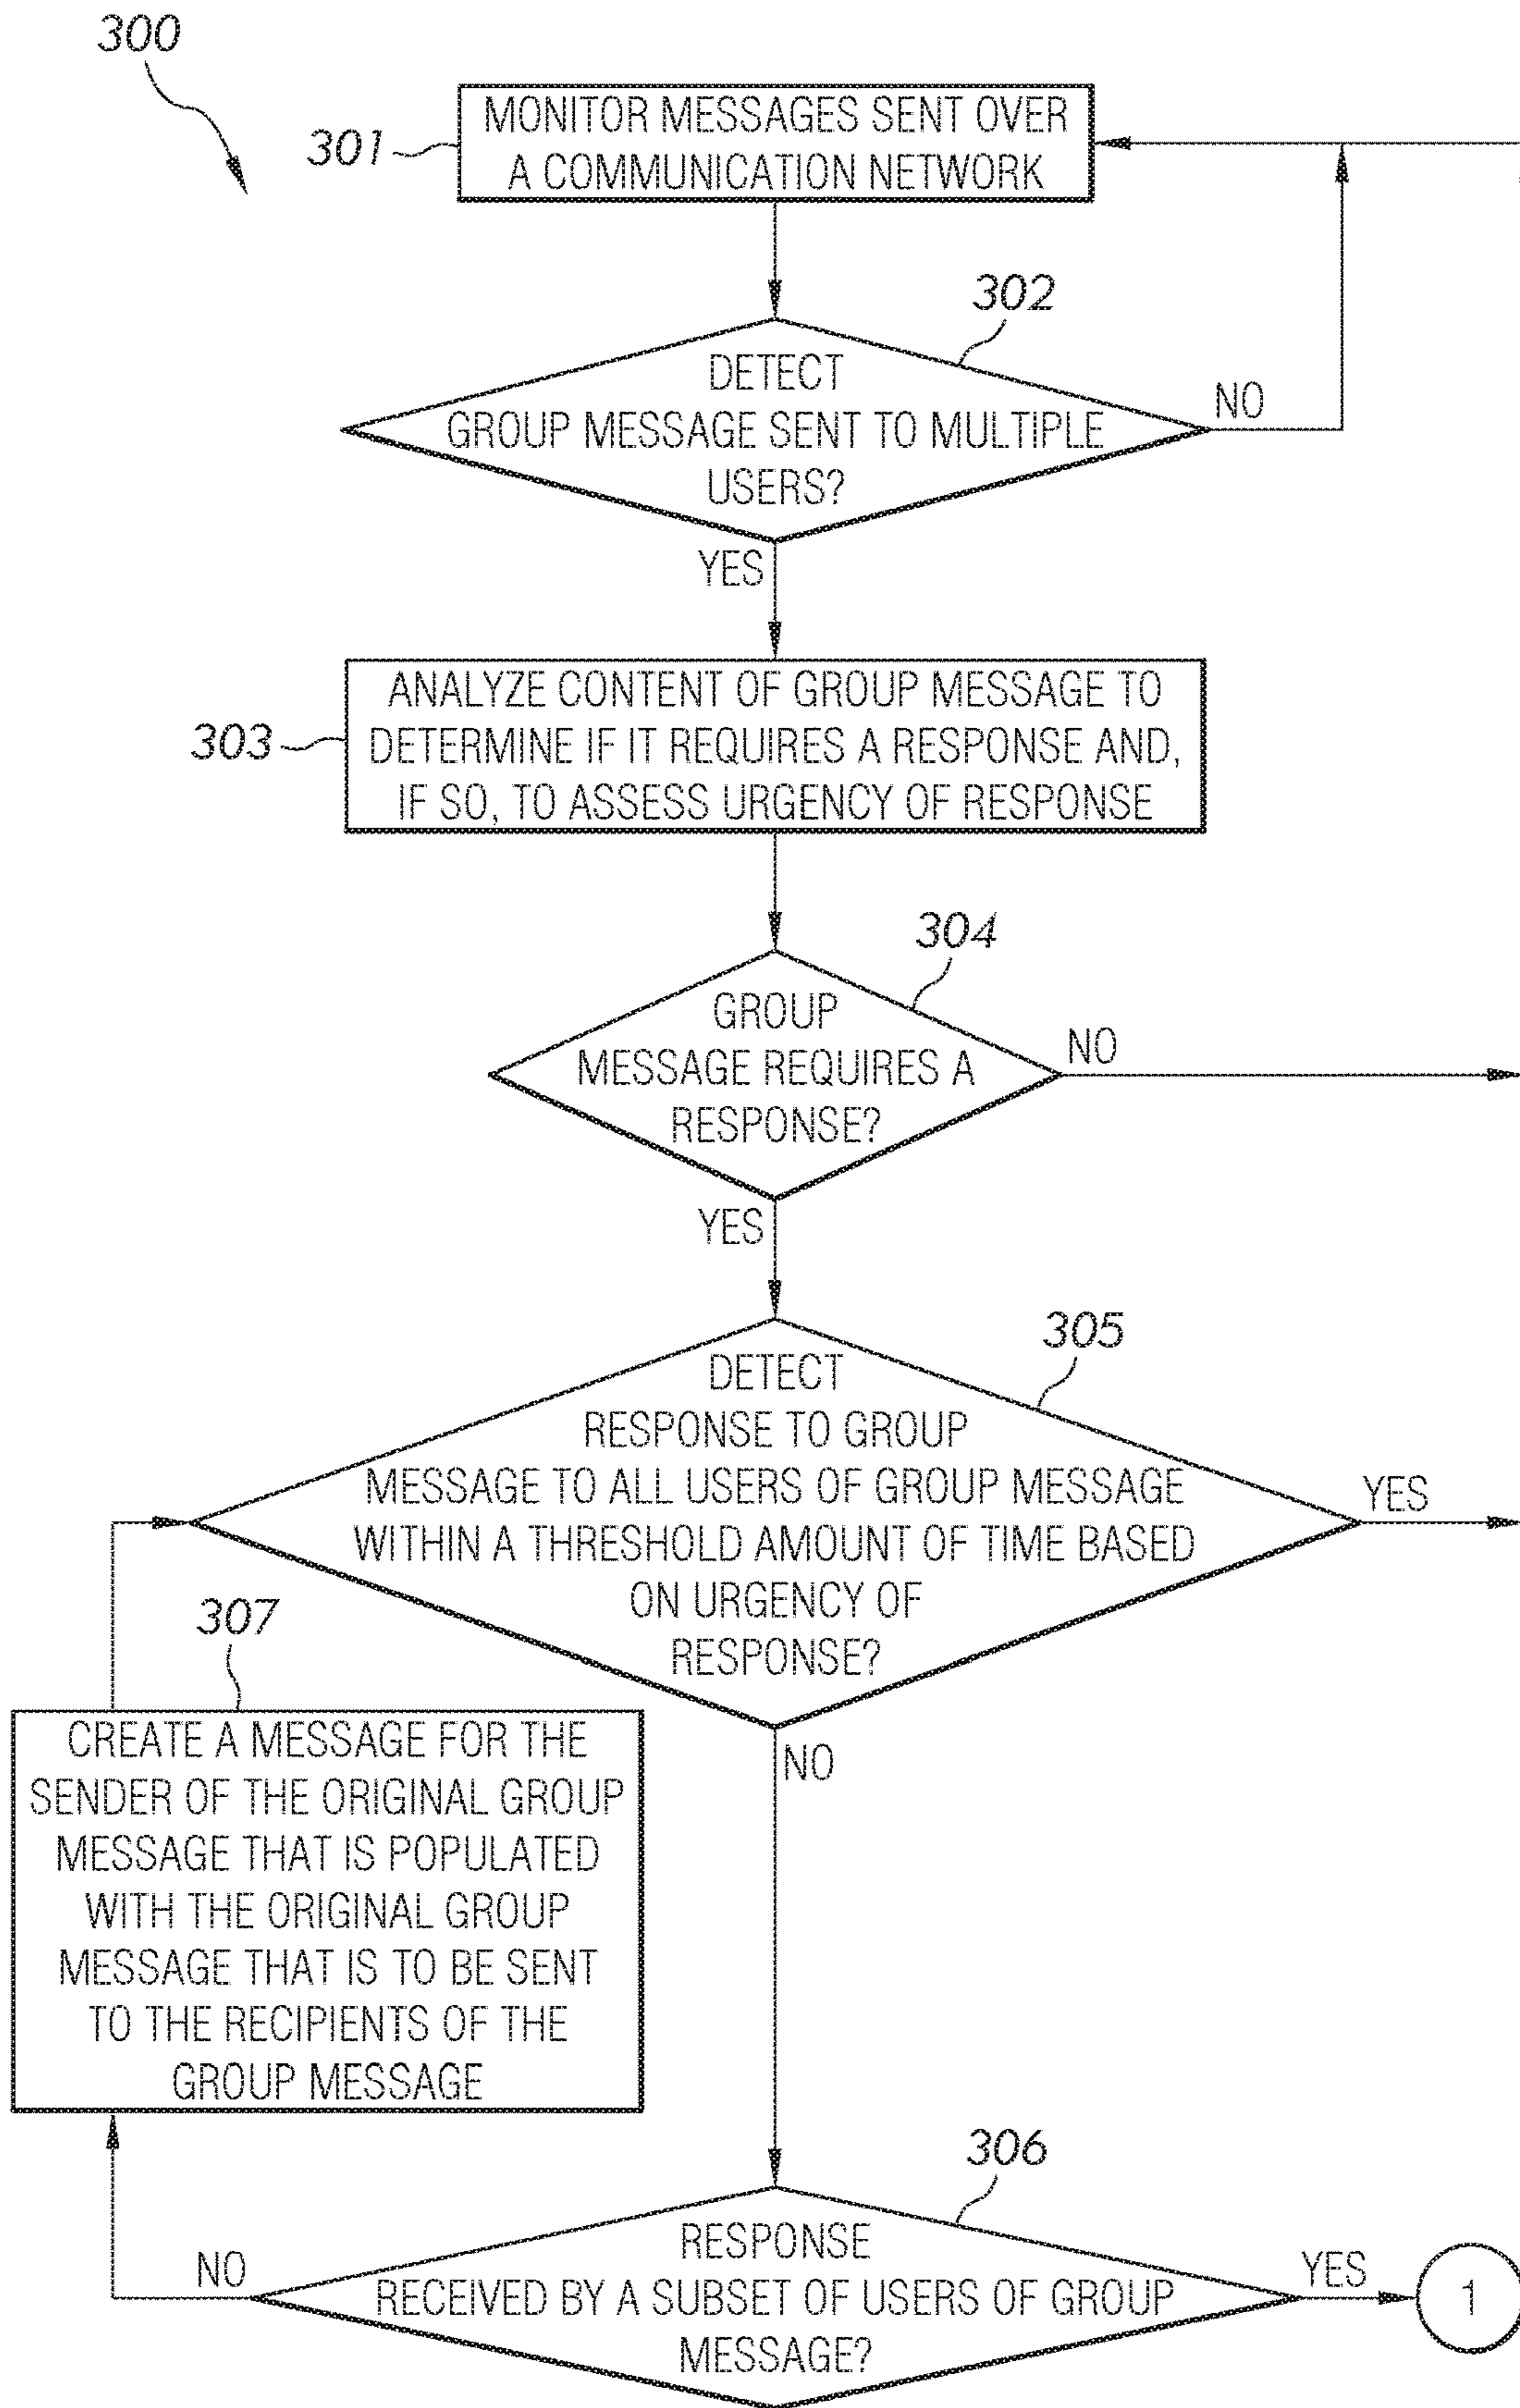 300
301
MONITOR MESSAGES SENT OVER
A COMMUNICATION NETWORK
302
DETECT
GROUP MESSAGE SENT TO MULTIPLE
USERS?
NO
YES
303
ANALYZE CONTENT OF GROUP MESSAGE TO
DETERMINE IF IT REQUIRES A RESPONSE AND,
IF SO, TO ASSESS URGENCY OF RESPONSE
304
GROUP
MESSAGE REQUIRES A
RESPONSE?
NO
YES
305
DETECT
RESPONSE TO GROUP
MESSAGE TO ALL USERS OF GROUP MESSAGE
WITHIN A THRESHOLD AMOUNT OF TIME BASED
ON URGENCY OF
RESPONSE?
YES
NO
307
CREATE A MESSAGE FOR THE
SENDER OF THE ORIGINAL GROUP
MESSAGE THAT IS POPULATED
WITH THE ORIGINAL GROUP
MESSAGE THAT IS TO BE SENT
TO THE RECIPIENTS OF THE
GROUP MESSAGE
306
RESPONSE
RECEIVED BY A SUBSET OF USERS OF GROUP
MESSAGE?
NO
YES
1